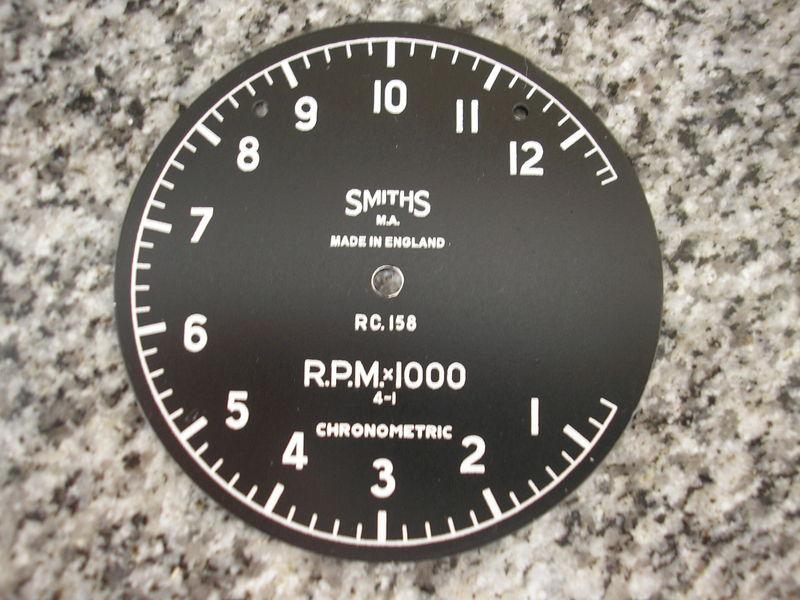 10
9
11
8
12
7
SMITHS
M.A.
MADE IN ENGLAND
RC.158
6
R.P.M.×1000
4-1
5
1
CHRONOMETRIC
4
2
3